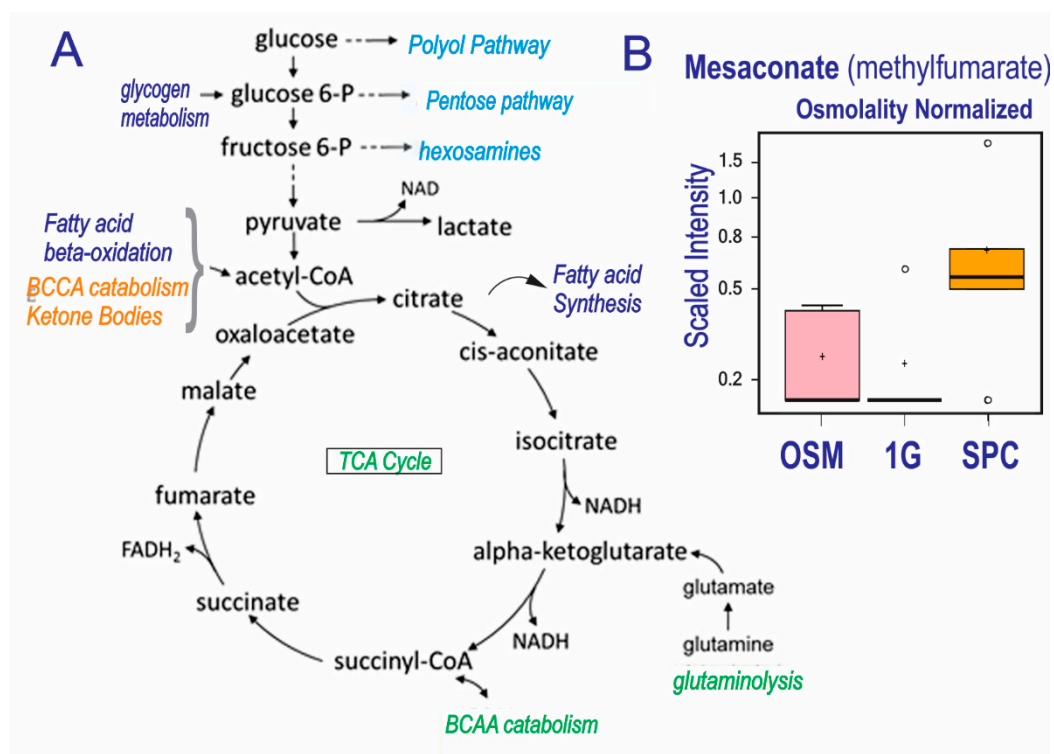 A
glucose
Polyol Pathway
glycogen
metabolism
glucose 6-P
Pentose pathway
fructose 6-P
hexosamines
NAD
pyruvate
lactate
Fatty acid
beta-oxidation
BCCA catabolism
Ketone Bodies
acetyl-CoA
citrate
Fatty acid
Synthesis
oxaloacetate
cis-aconitate
malate
isocitrate
TCA Cycle
NADH
fumarate
alpha-ketoglutarate
FADH2
glutamate
succinate
NADH
glutamine
succinyl-CoA
glutaminolysis
BCAA catabolism
B
Mesaconate (methylfumarate)
Osmolality Normalized
Scaled Intensity
1.5
1.0
0.8
0.5
0.2
OSM 1G SPC